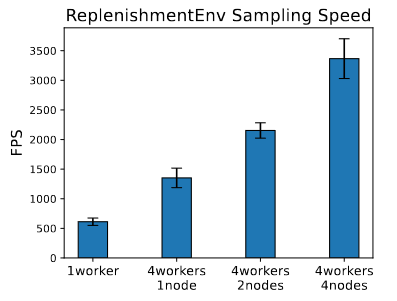 ReplenishmentEnv Sampling Speed
FPS
3500
3000
2500
2000
1500
1000
500
0
1worker
4workers
1node
4workers
2nodes
4workers
4nodes